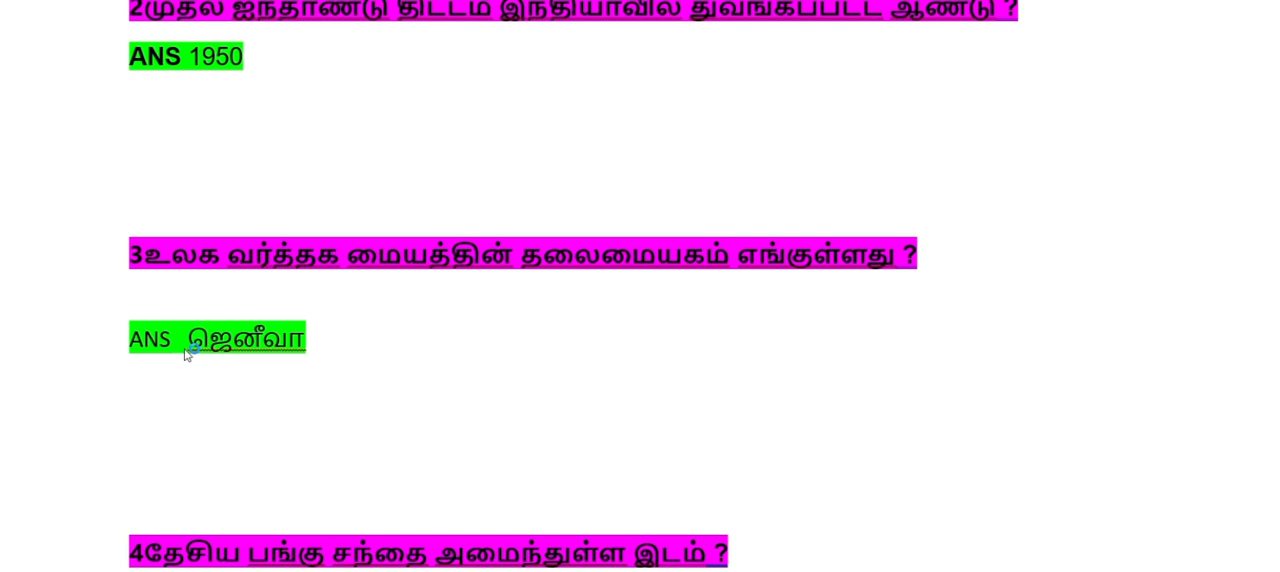 2முதல் ஐந்தாண்டு திட்டம் இந்தியாவில் துவங்கப்பட்ட ஆண்டு ?
ANS 1950
3உலக வர்த்தக மையத்தின் தலைமையகம் எங்குள்ளது ?
ANS ஜெனீவா
4தேசிய பங்கு சந்தை அமைந்துள்ள இடம் ?